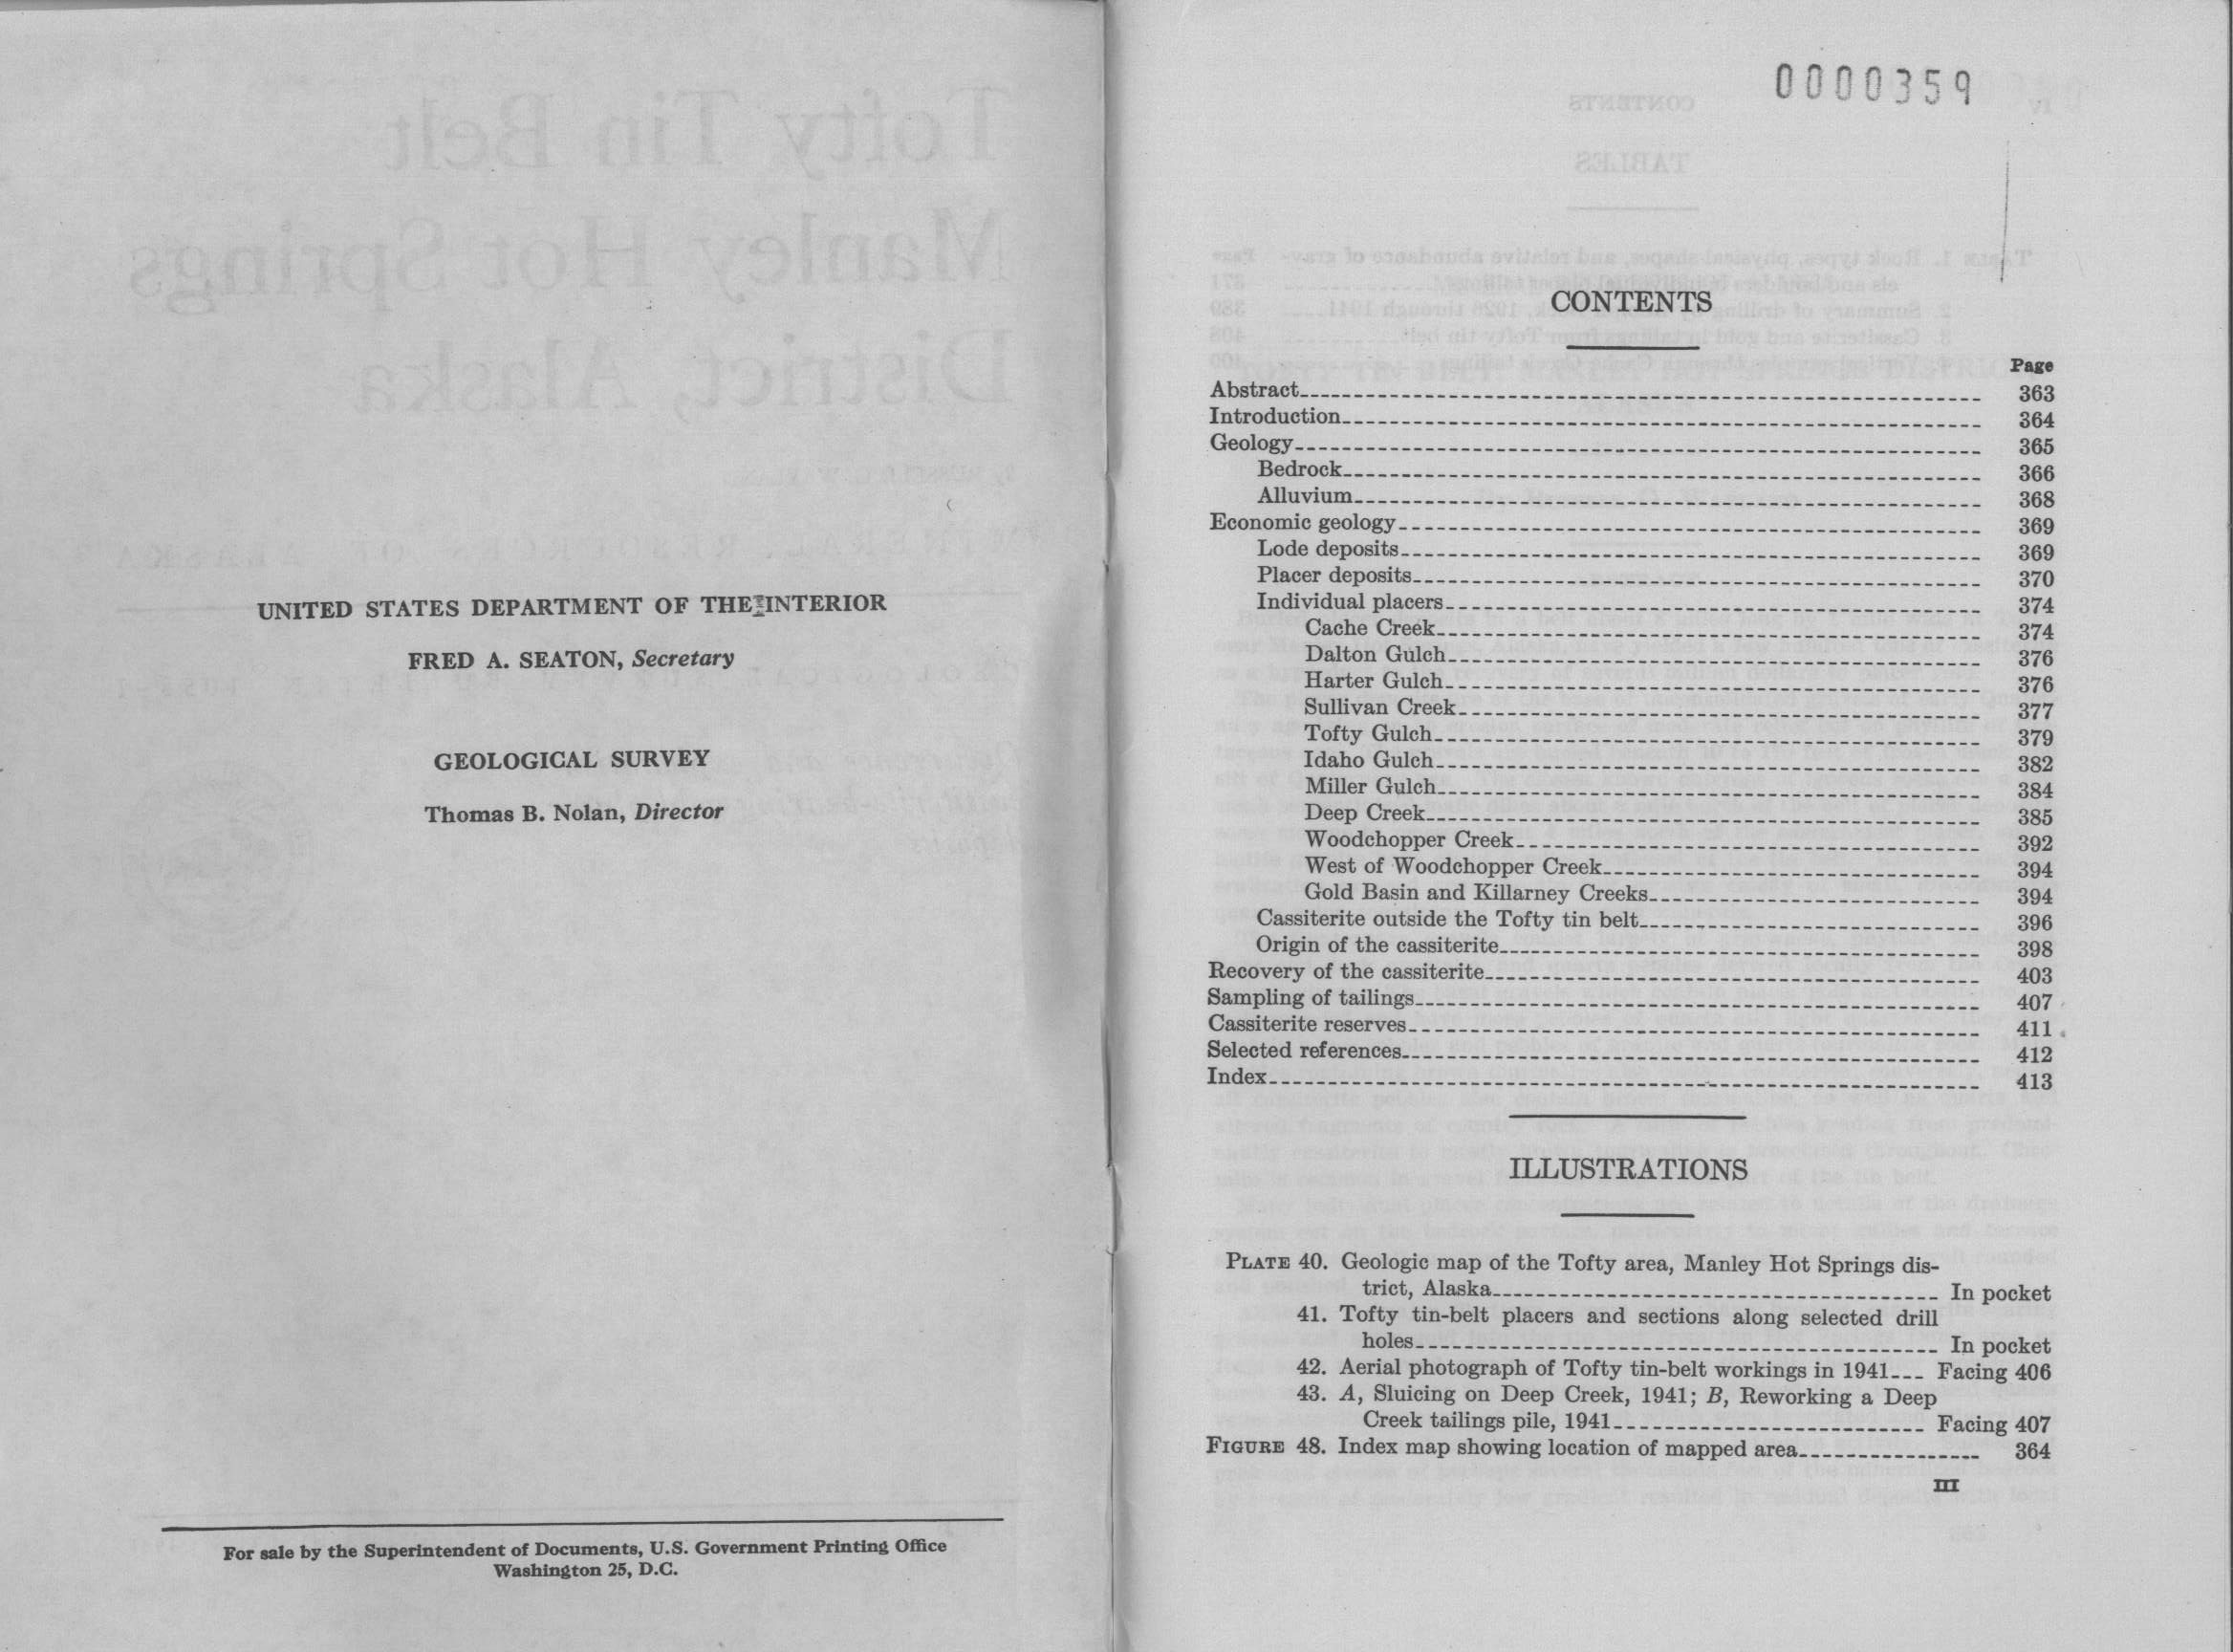 UNITED STATES DEPARTMENT OF THE INTERIOR
FRED A. SEATON, Secretary
GEOLOGICAL SURVEY
Thomas B. Nolan, Director
For sale by the Superintendent of Documents, U.S. Government Printing Office
Washington 25, D.C.
0000359
CONTENTS
Page
Abstract 363
Introduction 364
Geology 365
Bedrock 366
Alluvium 368
Economic geology 369
Lode deposits 369
Placer deposits 370
Individual placers 374
Cache Creek 374
Dalton Gulch 376
Harter Gulch 376
Sullivan Creek 377
Tofty Gulch 379
Idaho Gulch 382
Miller Gulch 384
Deep Creek 385
Woodchopper Creek 392
West of Woodchopper Creek 394
Gold Basin and Killarney Creeks 394
Cassiterite outside the Tofty tin belt 396
Origin of the cassiterite 398
Recovery of the cassiterite 403
Sampling of tailings 407
Cassiterite reserves 411
Selected references 412
Index 413
ILLUSTRATIONS
PLATE 40. Geologic map of the Tofty area, Manley Hot Springs dis-
trict, Alaska In pocket
41. Tofty tin-belt placers and sections along selected drill
holes In pocket
42. Aerial photograph of Tofty tin-belt workings in 1941 Facing 406
43. A, Sluicing on Deep Creek, 1941; B, Reworking a Deep
Creek tailings pile, 1941 Facing 407
FIGURE 48. Index map showing location of mapped area 364
III